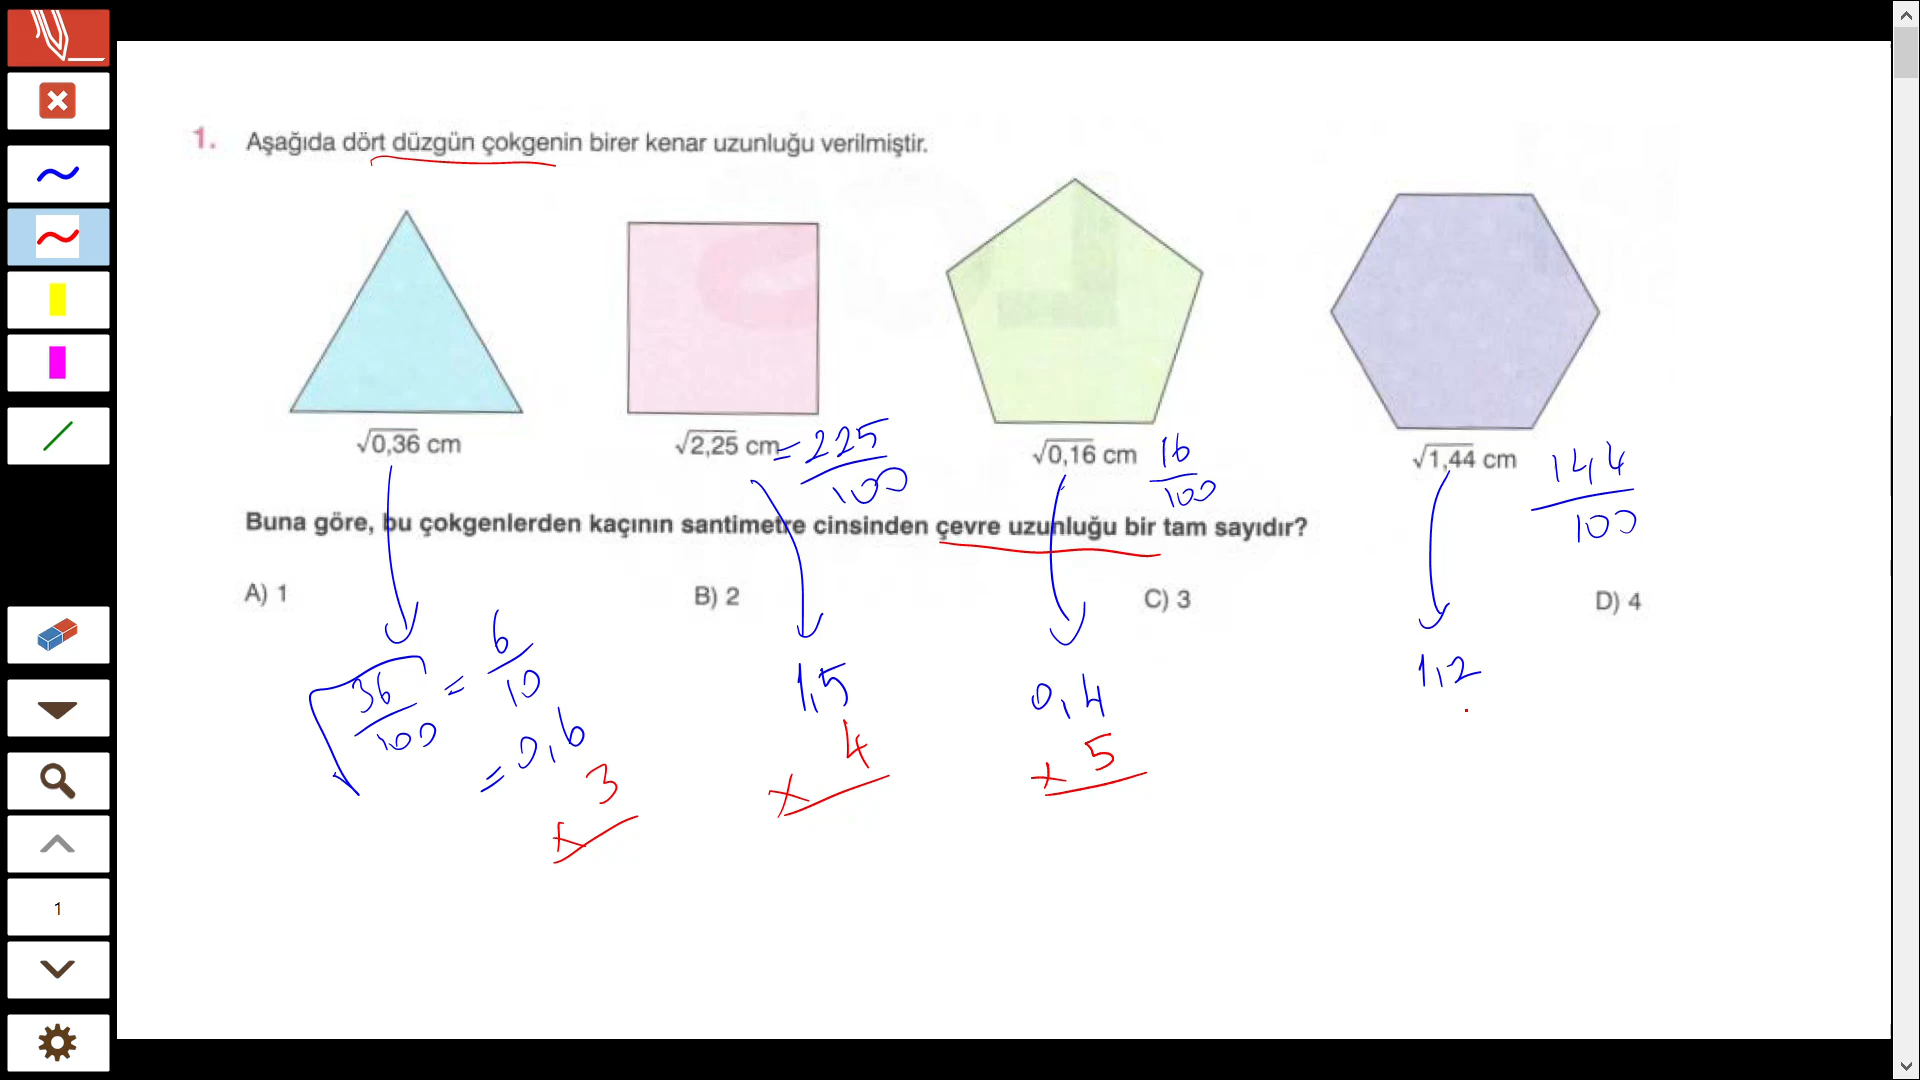 1. Aşağıda dört düzgün çokgenin birer kenar uzunluğu verilmiştir.
√0,36 cm
√2,25 cm = 225/100
√0,16 cm 16/100
√1,44 cm 144/100
Buna göre, bu çokgenlerden kaçının santimetre cinsinden çevre uzunluğu bir tam sayıdır?
A) 1 B) 2 C) 3 D) 4
√36/100 = 6/10
= 0,6
x 3
1,5
x 4
0,4
x 5
1,2
1